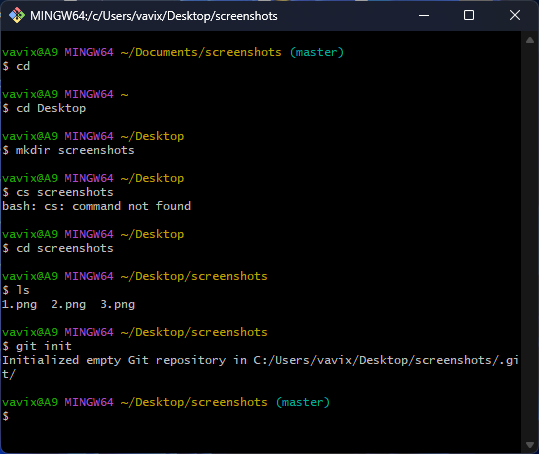 MINGW64:/c/Users/vavix/Desktop/screenshots
vavix@A9 MINGW64 ~/Documents/screenshots (master)
$ cd
vavix@A9 MINGW64 ~
$ cd Desktop
vavix@A9 MINGW64 ~/Desktop
$ mkdir screenshots
vavix@A9 MINGW64 ~/Desktop
$ cs screenshots
bash: cs: command not found
vavix@A9 MINGW64 ~/Desktop
$ cd screenshots
vavix@A9 MINGW64 ~/Desktop/screenshots
$ ls
1.png  2.png  3.png
vavix@A9 MINGW64 ~/Desktop/screenshots
$ git init
Initialized empty Git repository in C:/Users/vavix/Desktop/screenshots/.gi
t/
vavix@A9 MINGW64 ~/Desktop/screenshots (master)
$